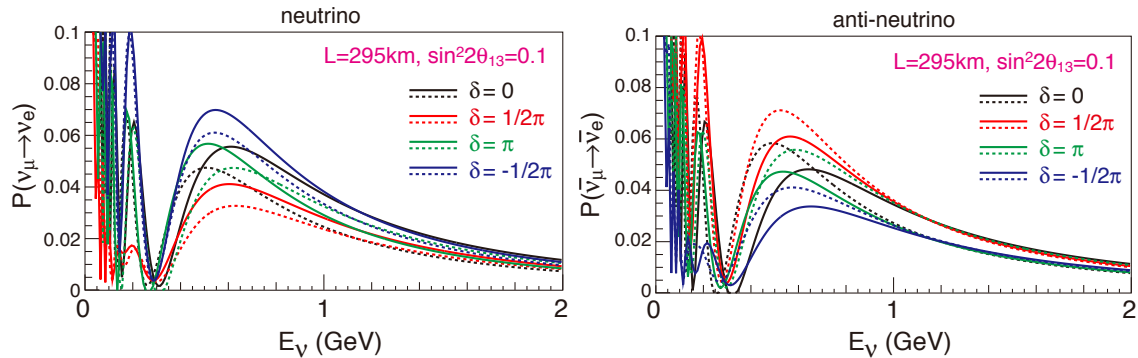 neutrino
0.1
0.08
0.06
0.04
0.02
0
P(νμ→νe)
L=295km, sin²2θ₁₃=0.1
δ = 0
δ = 1/2π
δ = π
δ = -1/2π
0 1 2
Eν (GeV)
anti-neutrino
0.1
0.08
0.06
0.04
0.02
0
P(ν̄μ→ν̄e)
L=295km, sin²2θ₁₃=0.1
δ = 0
δ = 1/2π
δ = π
δ = -1/2π
0 1 2
Eν (GeV)